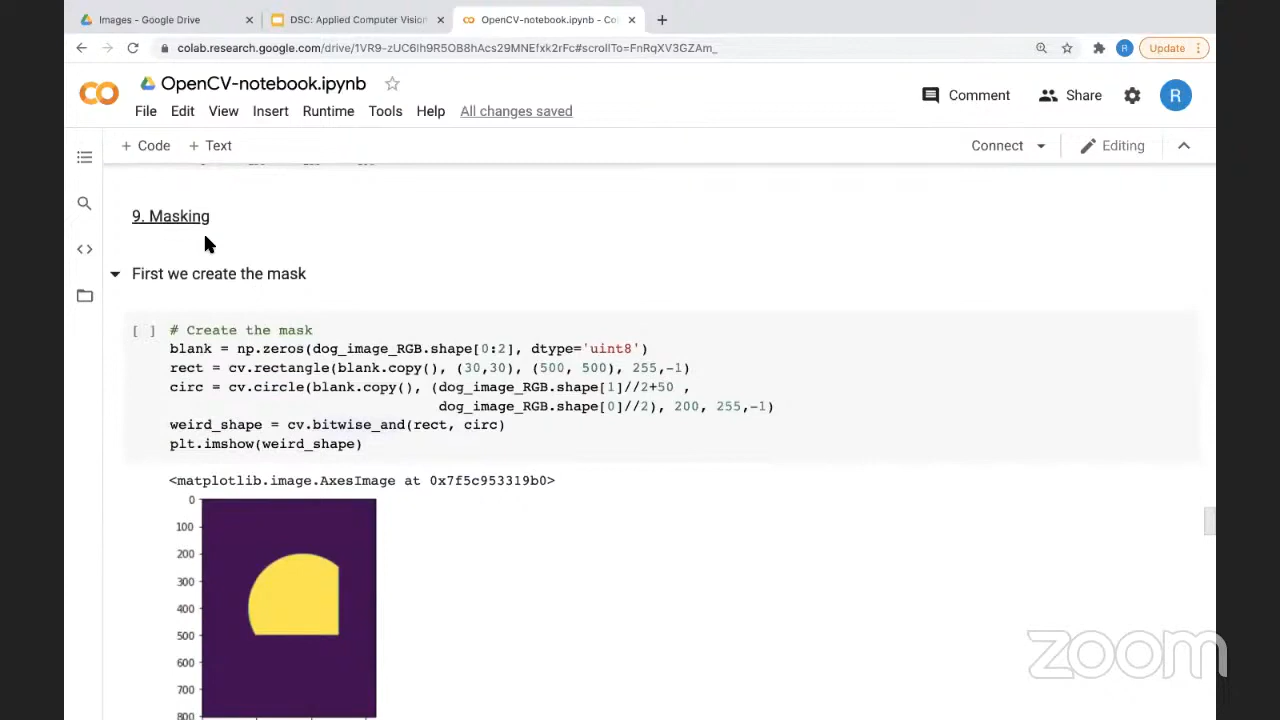 Images - Google Drive
DSC: Applied Computer Vision
OpenCV-notebook.ipynb - Co
colab.research.google.com/drive/1VR9-zUC6lh9R5OB8hAcs29MNEfxk2rFc#scrollTo=FnRqXV3GZAm_
R
Update
OpenCV-notebook.ipynb
Comment
Share
R
File Edit View Insert Runtime Tools Help All changes saved
+ Code + Text
Connect
Editing
9. Masking
First we create the mask
[ ]
# Create the mask
blank = np.zeros(dog_image_RGB.shape[0:2], dtype='uint8')
rect = cv.rectangle(blank.copy(), (30,30), (500, 500), 255,-1)
circ = cv.circle(blank.copy(), (dog_image_RGB.shape[1]//2+50 ,
dog_image_RGB.shape[0]//2), 200, 255,-1)
weird_shape = cv.bitwise_and(rect, circ)
plt.imshow(weird_shape)
<matplotlib.image.AxesImage at 0x7f5c953319b0>
0
100
200
300
400
500
600
700
800
zoom